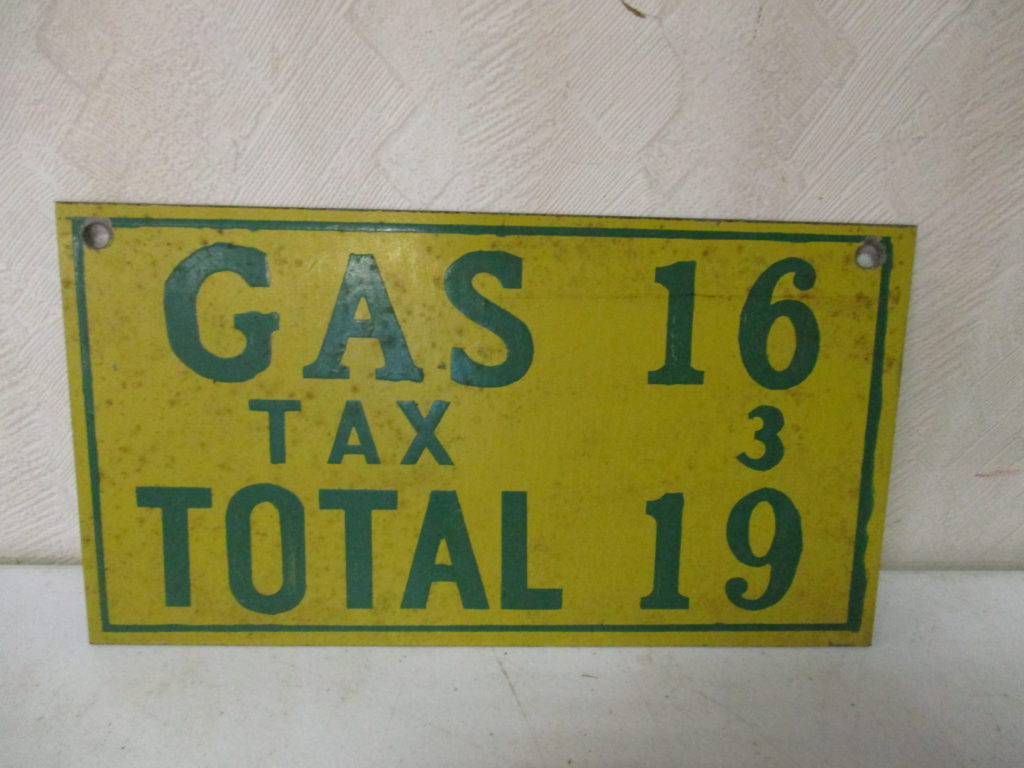 GAS 16
TAX 3
TOTAL 19